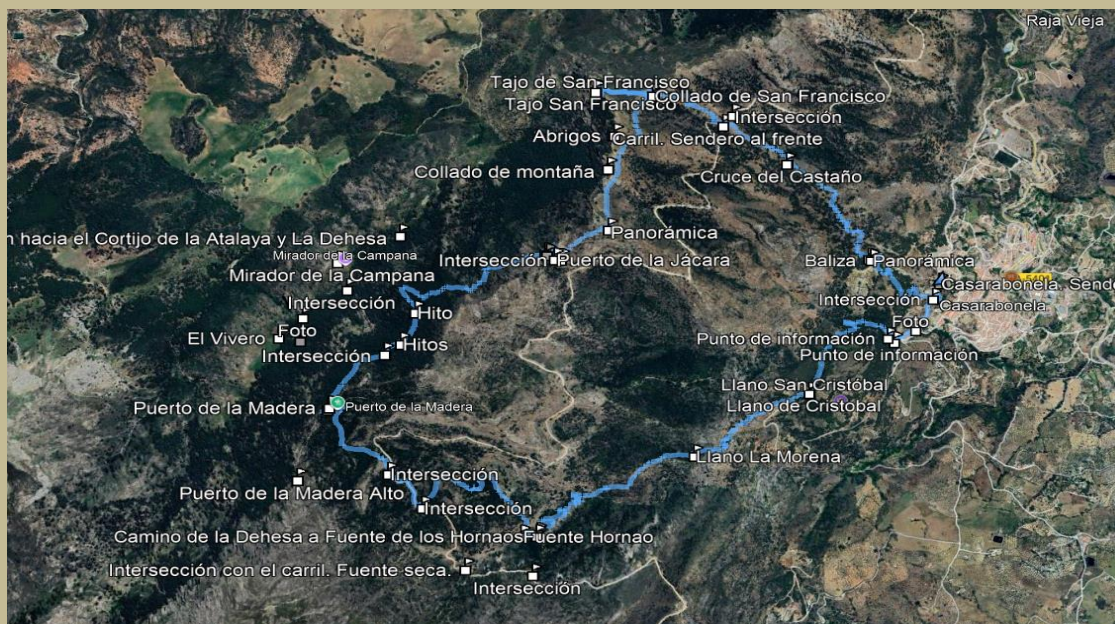 Raja Vieja
Tajo de San Francisco
Collado de San Francisco
Tajo San Francisco
Intersección
Abrigos
Carril. Sendero al frente
Collado de montaña
Cruce del Castaño
Panorámica
n hacia el Cortijo de la Atalaya y La Dehesa
Mirador de la Campana
Intersección
Puerto de la Jácara
Baliza
Panorámica
Mirador de la Campana
Casarabonela. Sende
Intersección
Intersección
Casarabonela
Hito
Foto
El Vivero
Foto
Hitos
Punto de información
Intersección
Punto de información
Llano San Cristóbal
Puerto de la Madera
Puerto de la Madera
Llano de Cristobal
Llano La Morena
Intersección
Puerto de la Madera Alto
Intersección
Camino de la Dehesa a Fuente de los Hornaos
Fuente Hornao
Intersección con el carril. Fuente seca.
Intersección